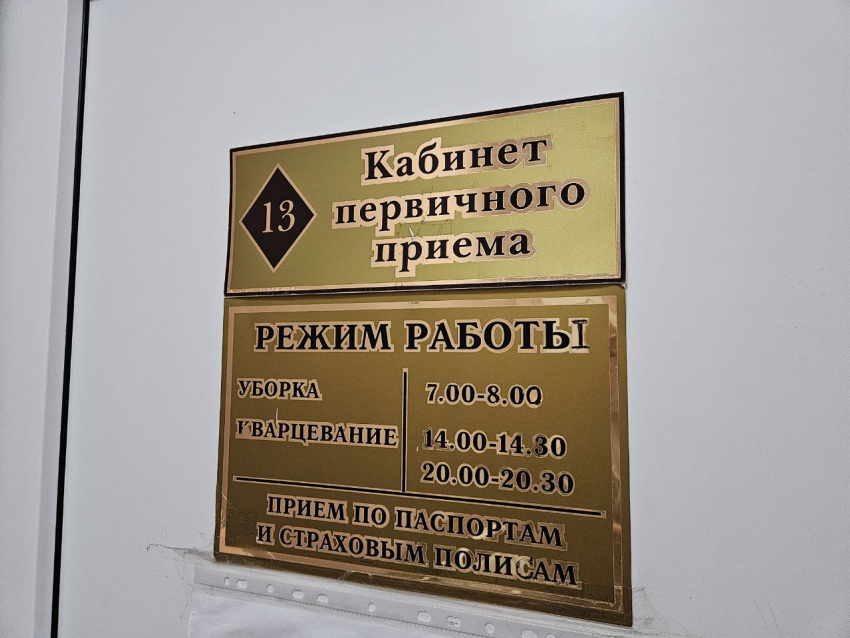 13
Кабинет
первичного
приема
РЕЖИМ РАБОТЫ
УБОРКА 7.00-8.00
КВАРЦЕВАНИЕ 14.00-14.30
20.00-20.30
ПРИЕМ ПО ПАСПОРТАМ
И СТРАХОВЫМ ПОЛИСАМ